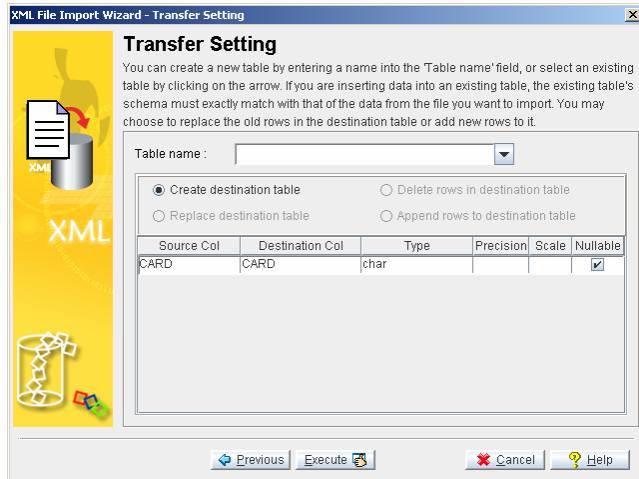 XML File Import Wizard - Transfer Setting
Transfer Setting
You can create a new table by entering a name into the 'Table name' field, or select an existing
table by clicking on the arrow. If you are inserting data into an existing table, the existing table's
schema must exactly match with that of the data from the file you want to import. You may
choose to replace the old rows in the destination table or add new rows to it.
Table name :
Create destination table Delete rows in destination table
Replace destination table Append rows to destination table
Source Col Destination Col Type Precision Scale Nullable
CARD CARD char
XML
XML
Previous Execute Cancel Help